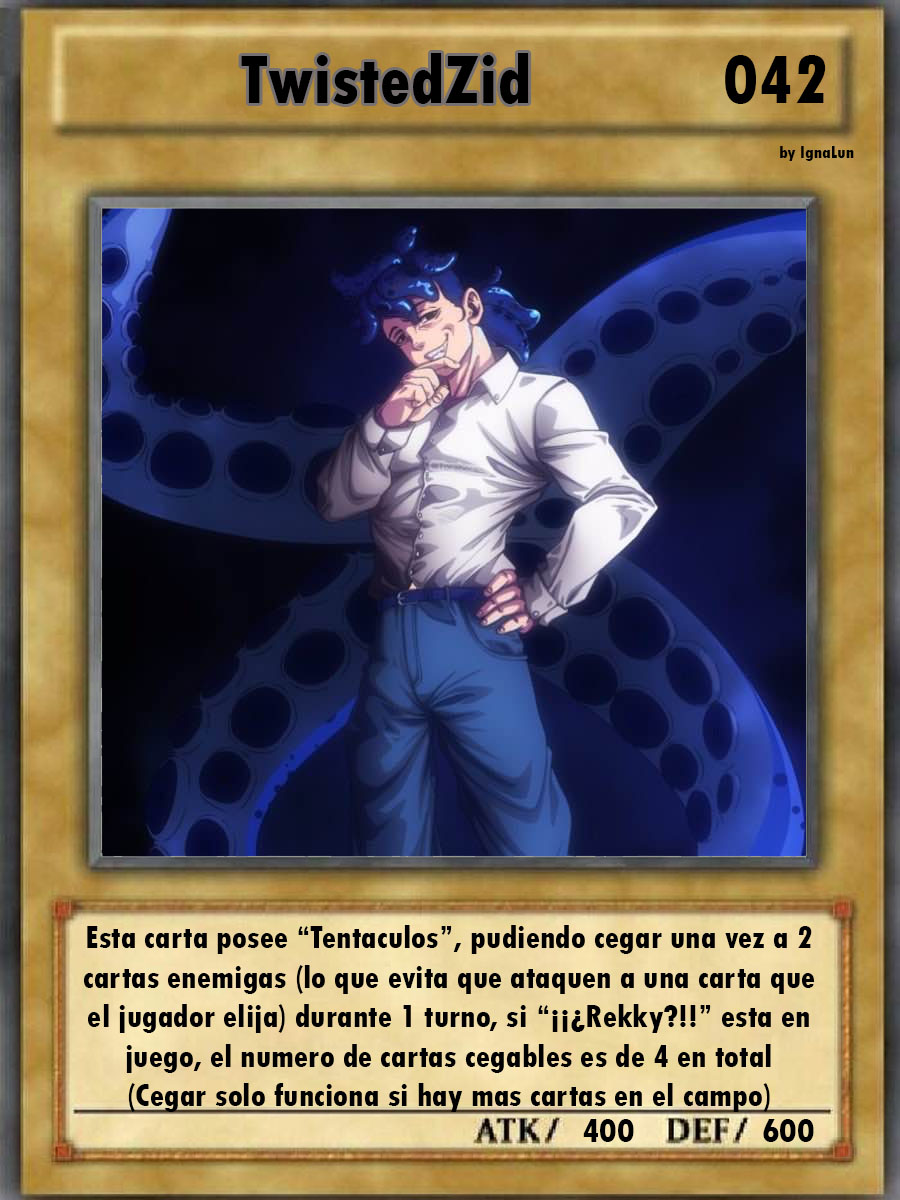 TwistedZid
042
by IgnaLun
Esta carta posee “Tentaculos”, pudiendo cegar una vez a 2
cartas enemigas (lo que evita que ataquen a una carta que
el jugador elija) durante 1 turno, si “¡¡¿Rekky?!!” esta en
juego, el numero de cartas cegables es de 4 en total
(Cegar solo funciona si hay mas cartas en el campo)
ATK/ 400 DEF/ 600